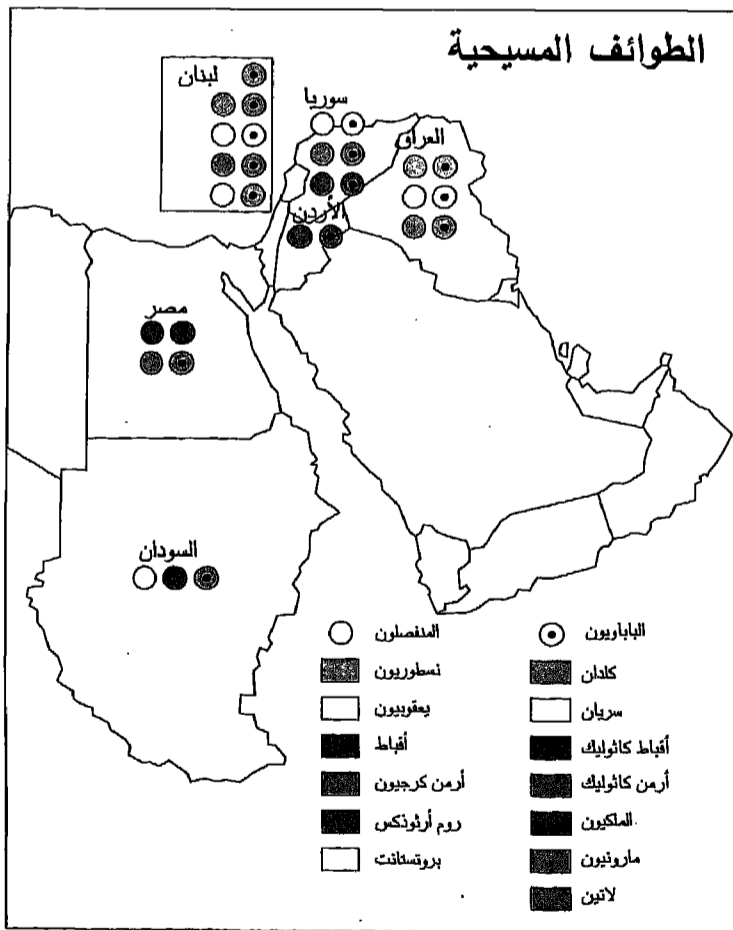 الطوائف المسيحية
لبنان
سوريا
العراق
الأردن
مصر
السودان
المنفصلون
نسطوريون
يعقوبيون
أقباط
أرمن كرجيون
روم أرثوذكس
بروتستانت
الباباويون
كلدان
سريان
أقباط كاثوليك
أرمن كاثوليك
الملكيون
مارونيون
لاتين